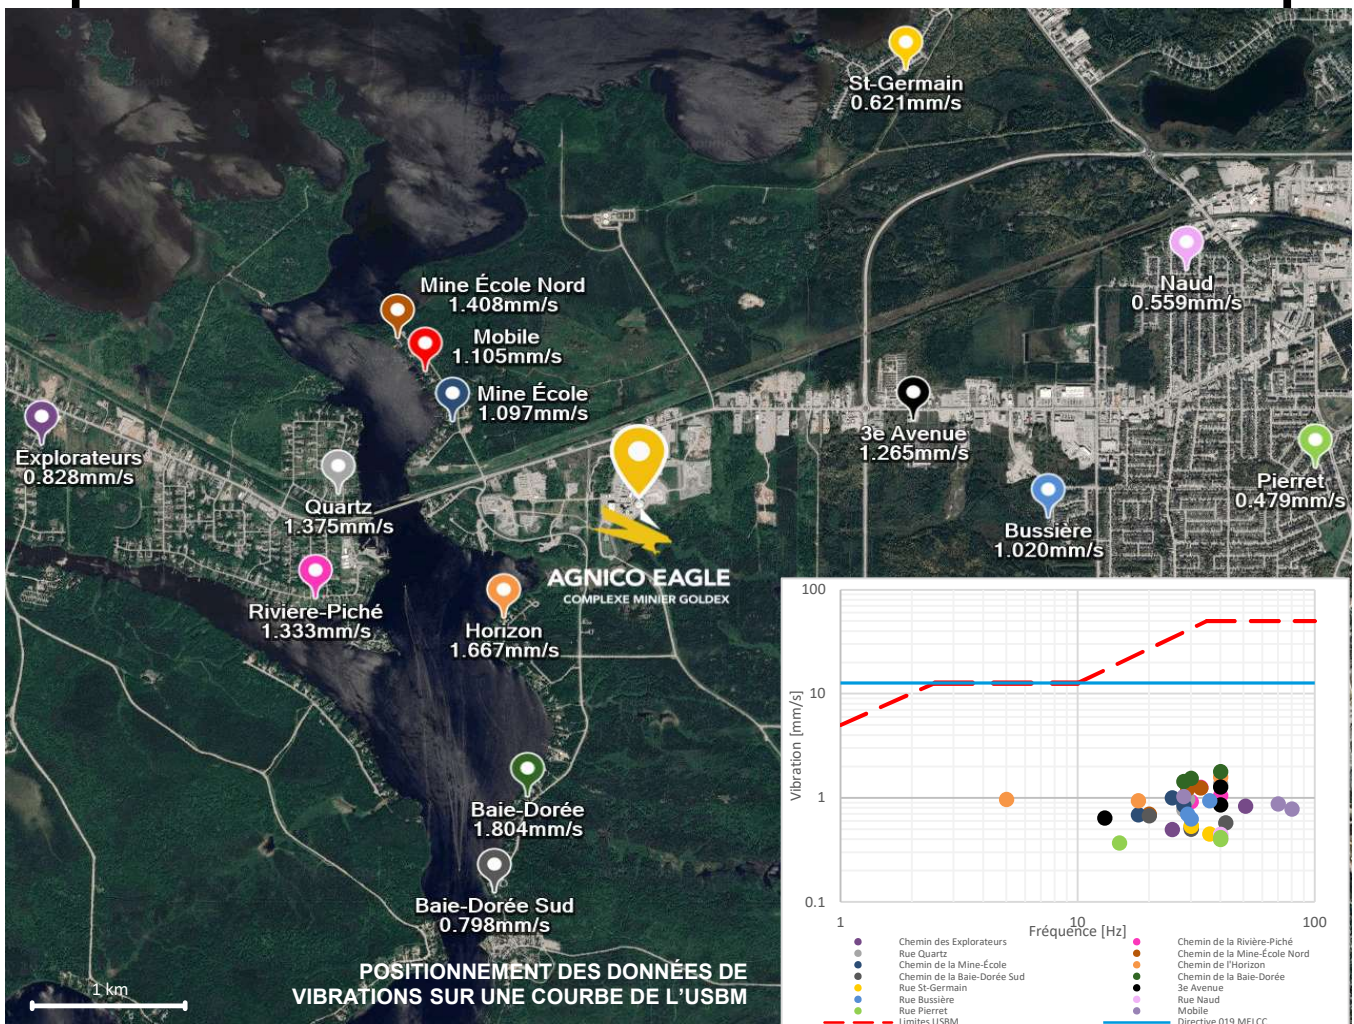 St-Germain
0.621mm/s
Naud
0.559mm/s
Mine École Nord
1.408mm/s
Mobile
1.105mm/s
Mine École
1.097mm/s
Explorateurs
0.828mm/s
Quartz
1.375mm/s
3e Avenue
1.265mm/s
Pierret
0.479mm/s
Bussière
1.020mm/s
AGNICO EAGLE
COMPLEXE MINIER GOLDEX
Riviere-Piché
1.333mm/s
Horizon
1.667mm/s
Baie-Dorée
1.804mm/s
Baie-Dorée Sud
0.798mm/s
POSITIONNEMENT DES DONNÉES DE
VIBRATIONS SUR UNE COURBE DE L'USBM
1 km
100
10
1
0.1
Vibration [mm/s]
1
10
100
Fréquence [Hz]
Chemin des Explorateurs
Chemin de la Rivière-Piché
Rue Quartz
Chemin de la Mine-École Nord
Chemin de la Mine-École
Chemin de l'Horizon
Chemin de la Baie-Dorée Sud
Chemin de la Baie-Dorée
Rue St-Germain
3e Avenue
Rue Bussière
Rue Naud
Rue Pierret
Mobile
Limites USBM
Directive 019 MELCC